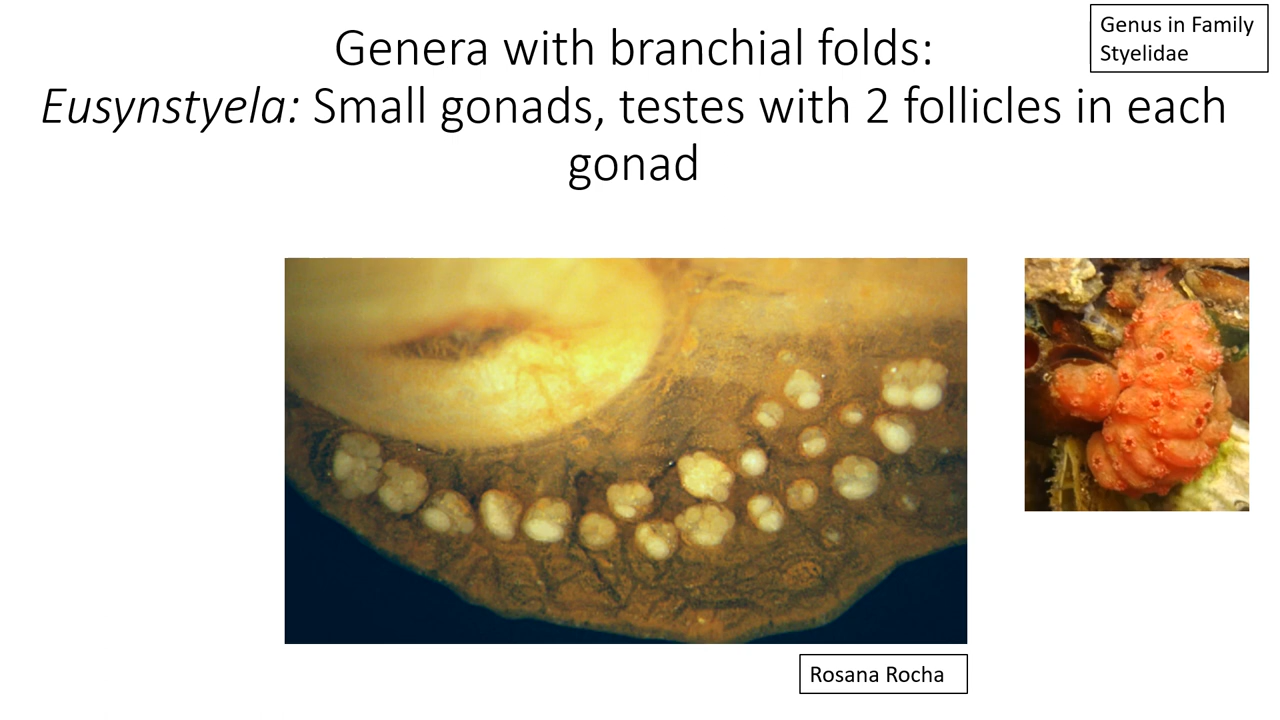 Genera with branchial folds:
Eusynstyela: Small gonads, testes with 2 follicles in each
gonad
Genus in Family
Styelidae
Rosana Rocha